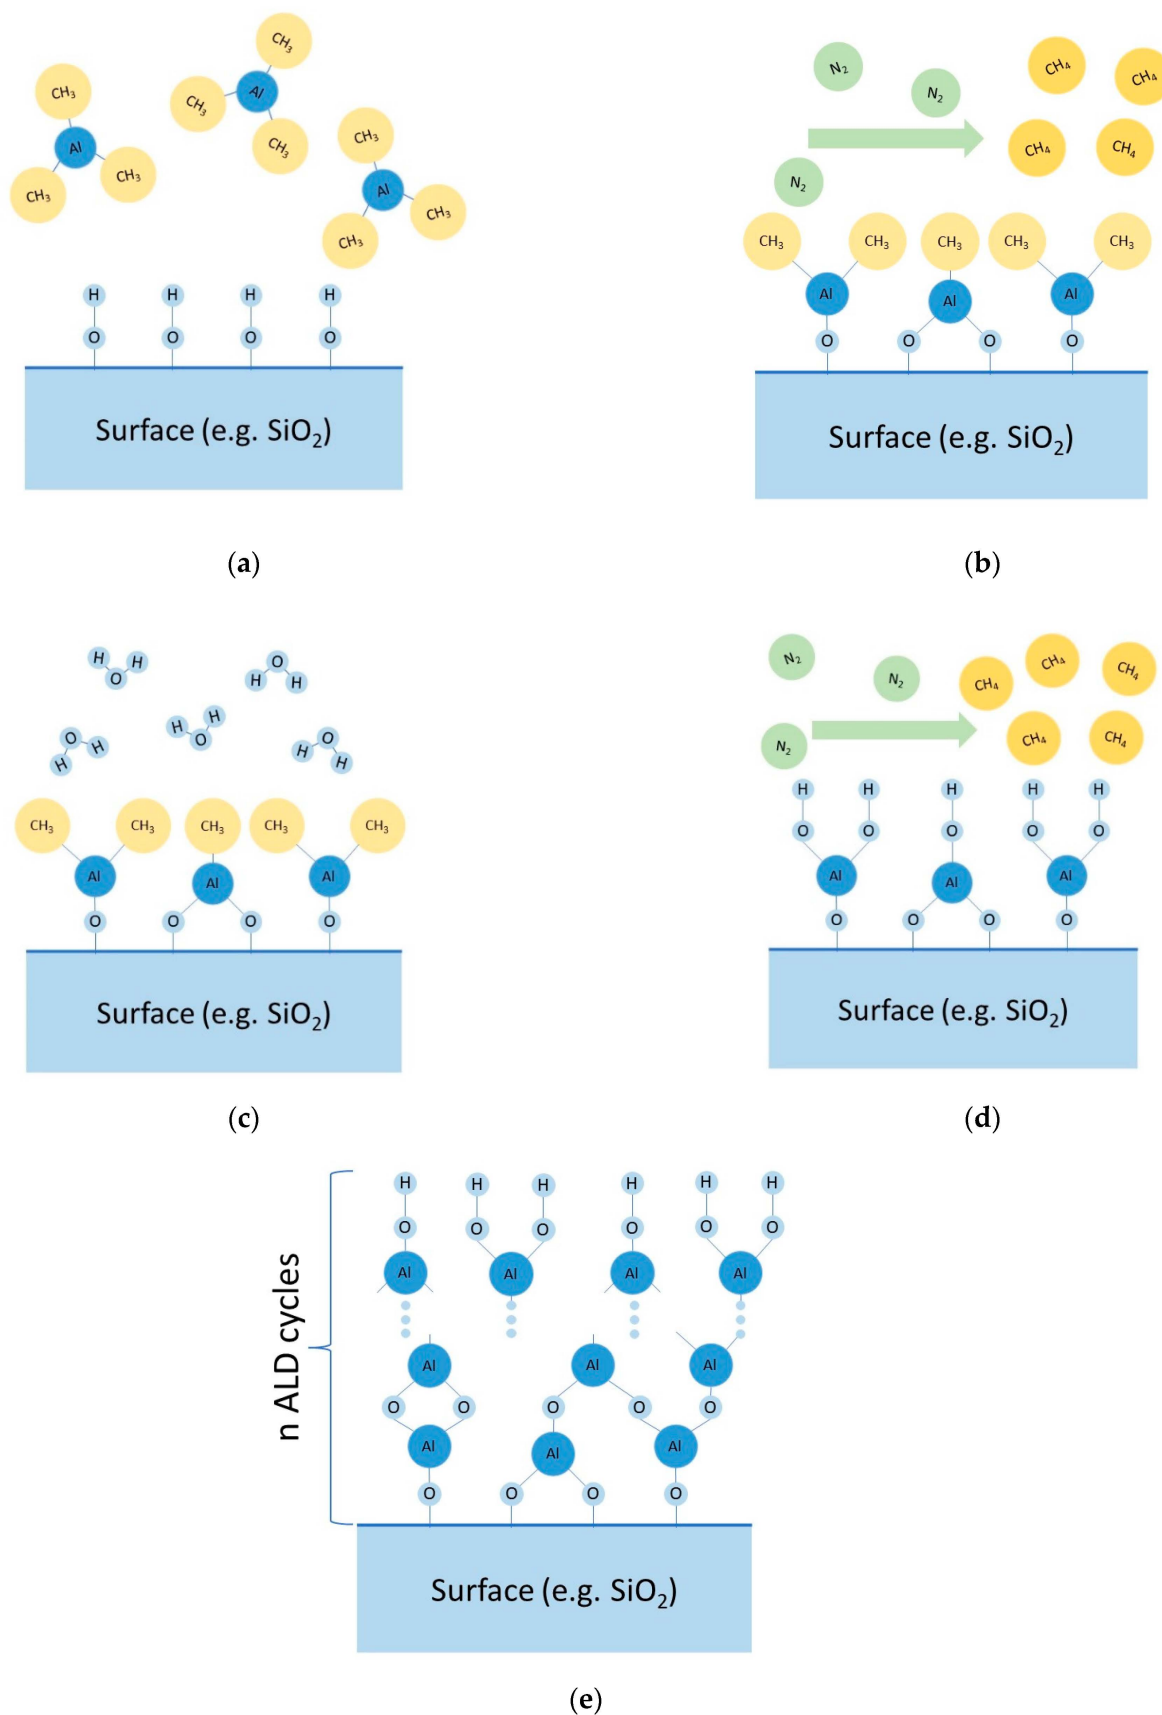 CH₃
CH₃
Al
CH₃
CH₃
CH₃
Al
CH₃
CH₃
CH₃
Al
CH₃
CH₃
H H H H
O O O O
Surface (e.g. SiO₂)
(a)
N₂
N₂
N₂
CH₄
CH₄
CH₄
CH₄
CH₃ CH₃ CH₃ CH₃ CH₃
Al Al Al
O O O O
Surface (e.g. SiO₂)
(b)
H H
O
O
H H
H
H
O
O
H
H
O
H
H
O
H
CH₃ CH₃ CH₃ CH₃ CH₃
Al Al Al
O O O O
Surface (e.g. SiO₂)
(c)
N₂
N₂
N₂
CH₄
CH₄
CH₄
CH₄
CH₄
H H H H H
O O O O O
Al Al Al
O O O O
Surface (e.g. SiO₂)
(d)
n ALD cycles
H H H H H H
O O O O O O
Al Al Al Al
Al Al Al
O O O O O
Al Al Al
O O O O
Surface (e.g. SiO₂)
(e)